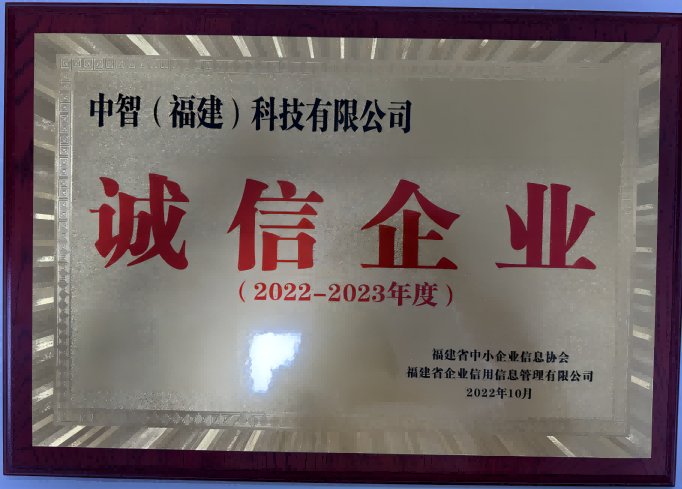 中智（福建）科技有限公司
诚信企业
（2022-2023年度）
福建省中小企业信息协会
福建省企业信用信息管理有限公司
2022年10月